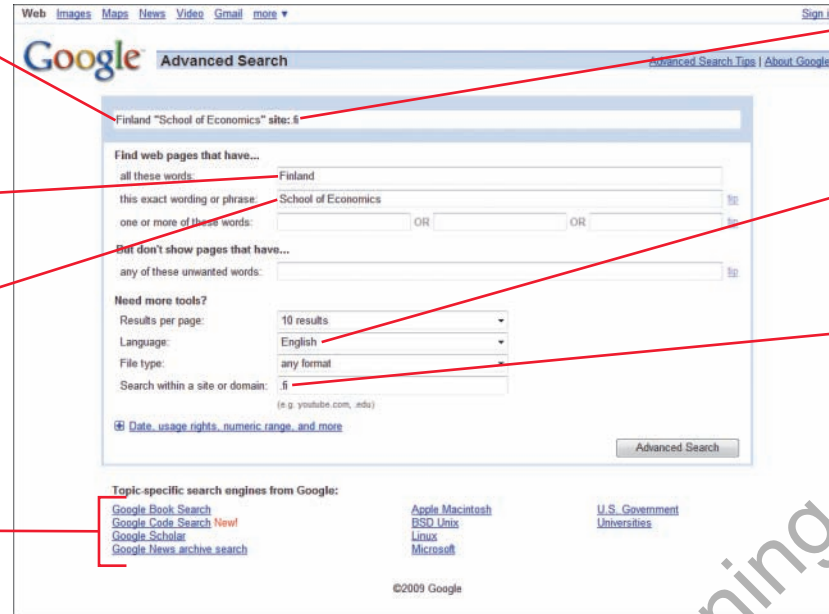 Web Images Maps News Video Gmail more ▼ Sign i
Google Advanced Search Advanced Search Tips | About Google
Finland "School of Economics" site:.fi
Find web pages that have...
all these words: Finland
this exact wording or phrase: School of Economics tip
one or more of these words: OR OR tip
But don't show pages that have...
any of these unwanted words: tip
Need more tools?
Results per page: 10 results
Language: English
File type: any format
Search within a site or domain: .fi
(e.g. youtube.com, .edu)
Date, usage rights, numeric range, and more
Advanced Search
Topic-specific search engines from Google:
Google Book Search Apple Macintosh U.S. Government
Google Code Search New! BSD Unix Universities
Google Scholar Linux
Google News archive search Microsoft
©2009 Google
ning